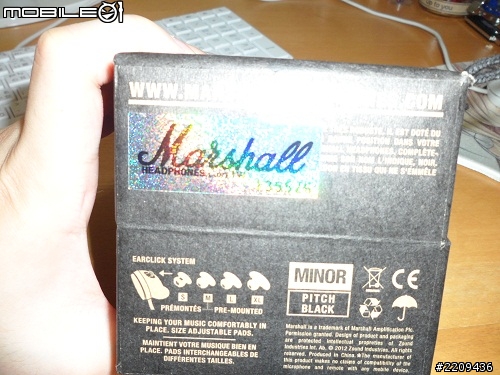 MOBILE01
WWW.MA .COM
Marshall
HEADPHONES
EARCLICK SYSTEM
S M L XL
PRÉMONTÉS PRE-MOUNTED
KEEPING YOUR MUSIC COMFORTABLY IN
PLACE. SIZE ADJUSTABLE PADS.
MAINTIENT VOTRE MUSIQUE BIEN EN
PLACE. PADS INTERCHANGEABLES DE
DIFFÉRENTES TAILLES.
MINOR
PITCH
BLACK
CE
Marshall is a trademark of Marshall Amplification Plc.
Permission granted. Design of product and packaging
are protected intellectual properties of Zound
Industries Int. Ab. © 2012 Zound Industries. All rights
reserved. Produced in China. The manufacturer of
this product makes no claims of compatibility of the
microphone and remote with any mobile device.
#2209436